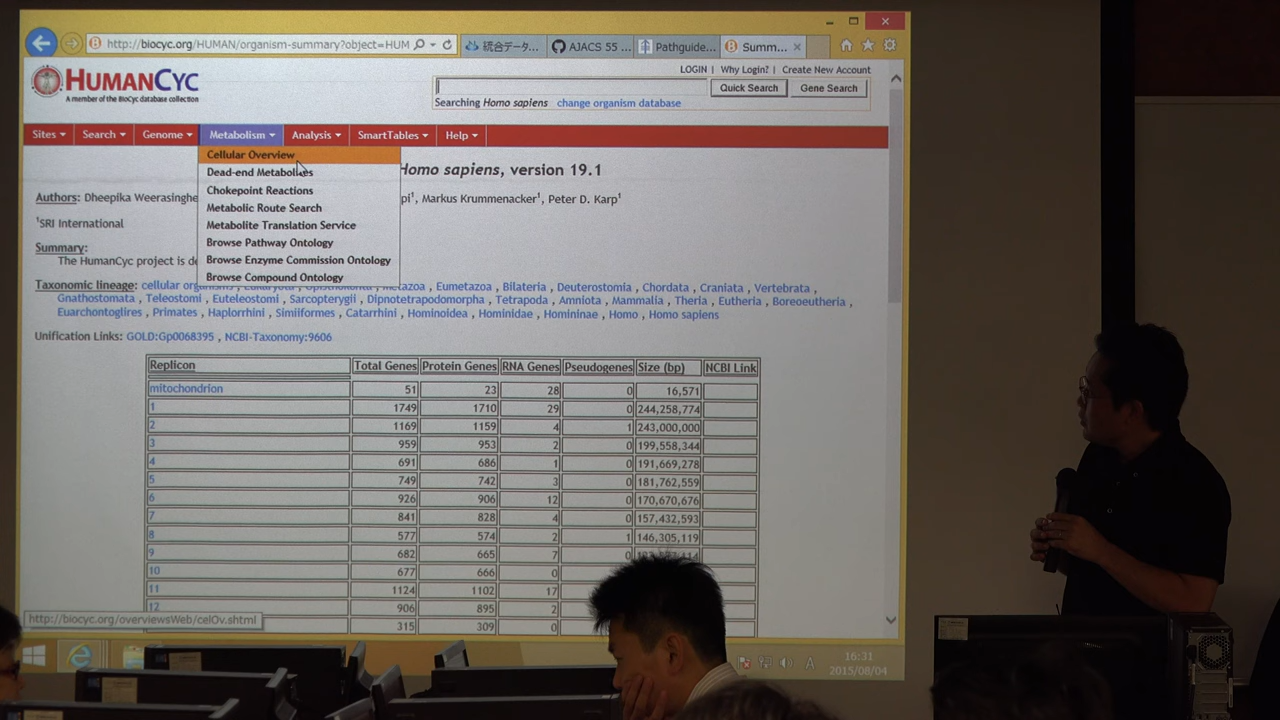 http://biocyc.org/HUMAN/organism-summary?object=HUM
統合データ...
AJACS 55 ...
Pathguide...
Summ...
LOGIN | Why Login? | Create New Account
HUMANCYC
A member of the BioCyc database collection
Quick Search
Gene Search
Searching Homo sapiens change organism database
Sites Search Genome Metabolism Analysis SmartTables Help
Cellular Overview
Dead-end Metabolites
Chokepoint Reactions
Metabolic Route Search
Metabolite Translation Service
Browse Pathway Ontology
Browse Enzyme Commission Ontology
Browse Compound Ontology
Homo sapiens, version 19.1
Authors: Dheepika Weerasinghe
pi¹, Markus Krummenacker¹, Peter D. Karp¹
¹SRI International
Summary:
The HumanCyc project is de
Taxonomic lineage: cellular organisms , Eukaryota , Opisthokonta , Metazoa , Eumetazoa , Bilateria , Deuterostomia , Chordata , Craniata , Vertebrata ,
Gnathostomata , Teleostomi , Euteleostomi , Sarcopterygii , Dipnotetrapodomorpha , Tetrapoda , Amniota , Mammalia , Theria , Eutheria , Boreoeutheria ,
Euarchontoglires , Primates , Haplorrhini , Simiiformes , Catarrhini , Hominoidea , Hominidae , Homininae , Homo , Homo sapiens
Unification Links: GOLD:Gp0068395 , NCBI-Taxonomy:9606
Replicon Total Genes Protein Genes RNA Genes Pseudogenes Size (bp) NCBI Link
mitochondrion 51 23 28 0 16,571
1 1749 1710 29 0 244,258,774
2 1169 1159 4 1 243,000,000
3 959 953 2 0 199,558,344
4 691 686 1 0 191,669,278
5 749 742 3 0 181,762,559
6 926 906 12 0 170,670,676
7 841 828 4 0 157,432,593
8 577 574 2 1 146,305,119
9 682 665 7 0
10 677 666 0
11 1124 1102 17
12 906 895 2
315 309 0
http://biocyc.org/overviewsWeb/celOv.shtml
A
16:31
2015/08/04